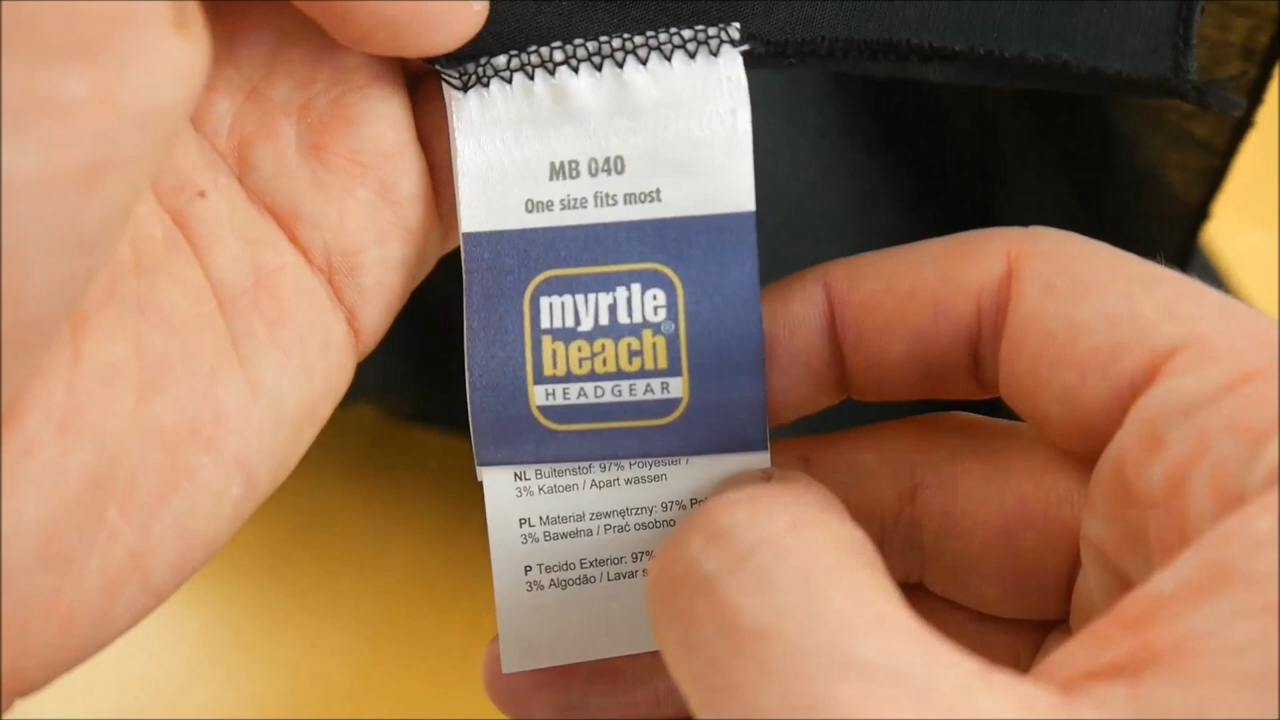 MB 040
One size fits most
myrtle
beach®
HEADGEAR
NL Buitenstof: 97% Polyester /
3% Katoen / Apart wassen
PL Materiał zewnętrzny: 97%
3% Bawełna / Prać osobno
P Tecido Exterior: 97%
3% Algodão / Lavar